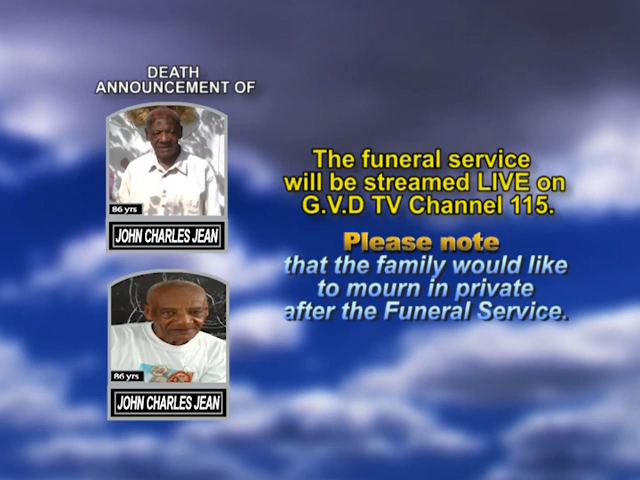 DEATH
ANNOUNCEMENT OF
86 yrs
JOHN CHARLES JEAN
86 yrs
JOHN CHARLES JEAN
The funeral service
will be streamed LIVE on
G.V.D TV Channel 115.
Please note
that the family would like
to mourn in private
after the Funeral Service.